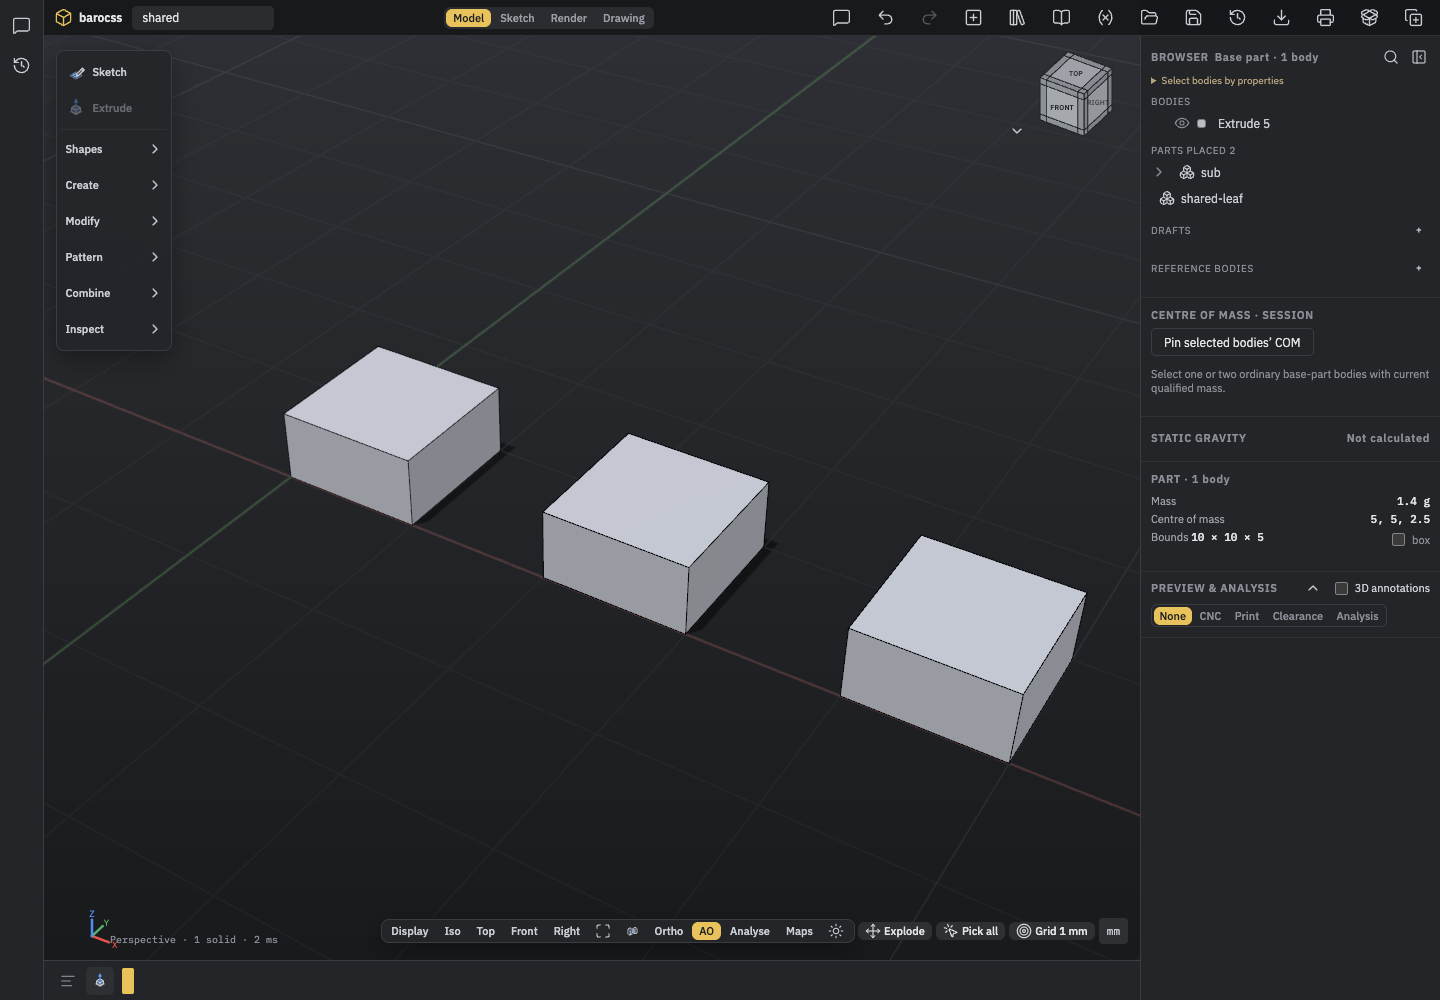 barocss
shared
Model Sketch Render Drawing
Sketch
Extrude
Shapes
Create
Modify
Pattern
Combine
Inspect
TOP
FRONT
RIGHT
BROWSER Base part · 1 body
Select bodies by properties
BODIES
Extrude 5
PARTS PLACED 2
sub
shared-leaf
DRAFTS +
REFERENCE BODIES +
CENTRE OF MASS · SESSION
Pin selected bodies’ COM
Select one or two ordinary base-part bodies with current
qualified mass.
STATIC GRAVITY Not calculated
PART · 1 body
Mass 1.4 g
Centre of mass 5, 5, 2.5
Bounds 10 × 10 × 5 box
PREVIEW & ANALYSIS 3D annotations
None CNC Print Clearance Analysis
Z
Y
X
Perspective · 1 solid · 2 ms
Display Iso Top Front Right Ortho AO Analyse Maps Explode Pick all Grid 1 mm mm